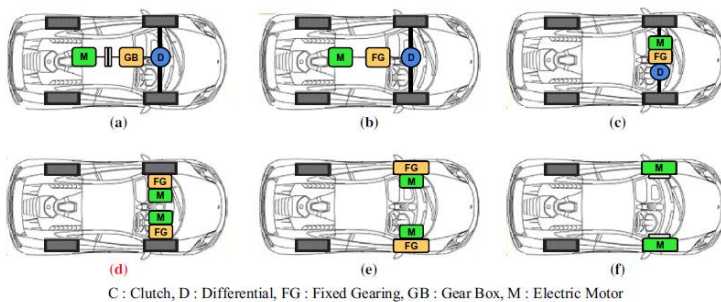 M GB D
(a)
M FG D
(b)
M
FG
D
(c)
FG
M
M
FG
(d)
FG
M
M
FG
(e)
M
M
(f)
C : Clutch, D : Differential, FG : Fixed Gearing, GB : Gear Box, M : Electric Motor